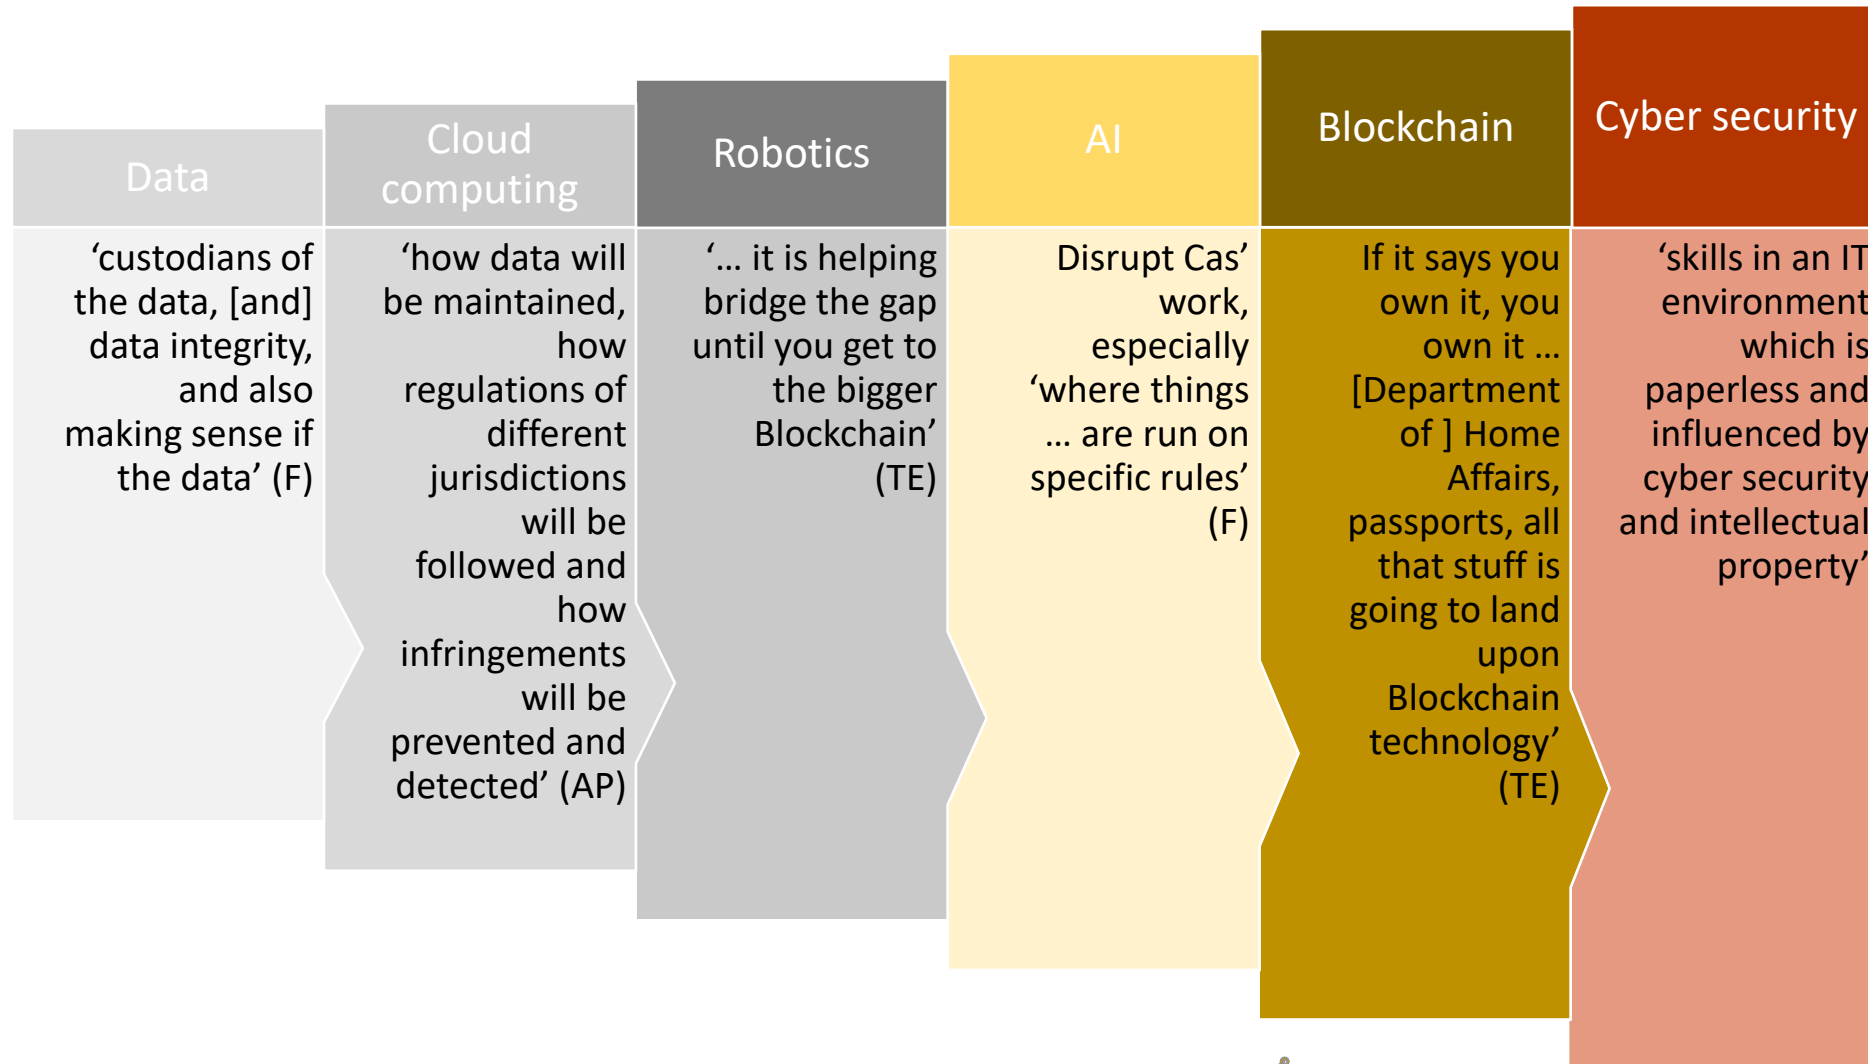 Data
‘custodians of
the data, [and]
data integrity,
and also
making sense if
the data’ (F)
Cloud
computing
‘how data will
be maintained,
how
regulations of
different
jurisdictions
will be
followed and
how
infringements
will be
prevented and
detected’ (AP)
Robotics
‘… it is helping
bridge the gap
until you get to
the bigger
Blockchain’
(TE)
AI
Disrupt Cas’
work,
especially
‘where things
… are run on
specific rules’
(F)
Blockchain
If it says you
own it, you
own it …
[Department
of ] Home
Affairs,
passports, all
that stuff is
going to land
upon
Blockchain
technology’
(TE)
Cyber security
‘skills in an IT
environment
which is
paperless and
influenced by
cyber security
and intellectual
property’